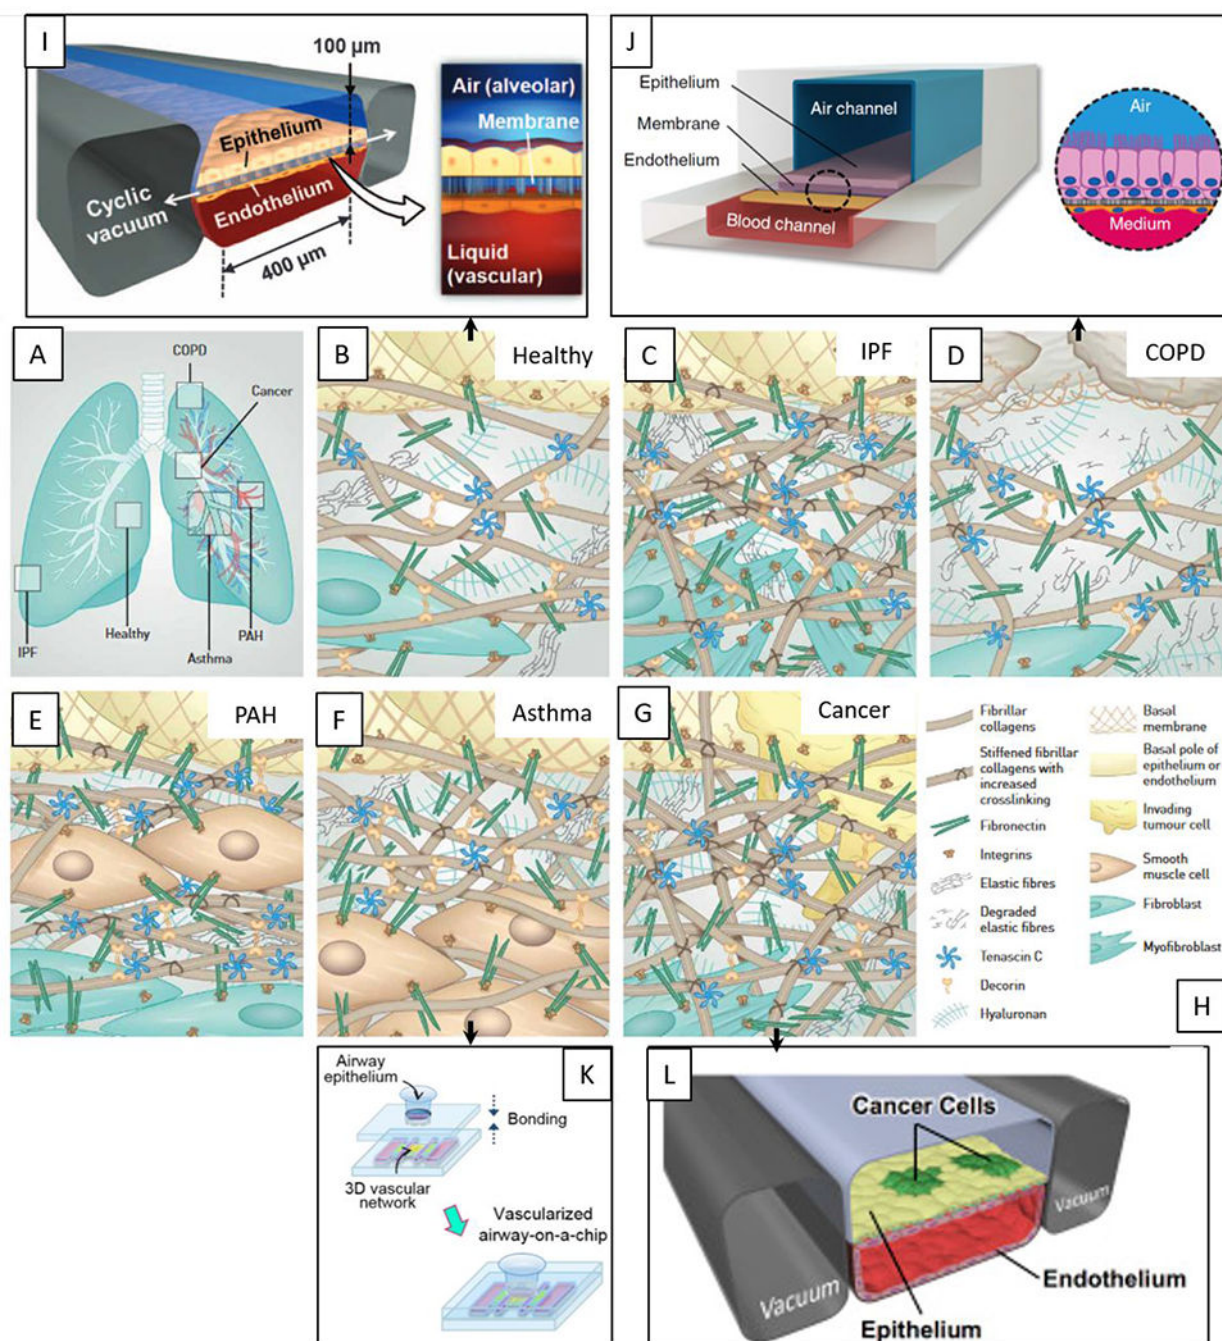 I
100 μm
Epithelium
Cyclic
vacuum
Endothelium
400 μm
Air (alveolar)
Membrane
Liquid
(vascular)
J
Epithelium
Membrane
Endothelium
Air channel
Blood channel
Air
Medium
A
COPD
Cancer
Healthy
PAH
IPF
Asthma
B
Healthy
C
IPF
D
COPD
E
PAH
F
Asthma
G
Cancer
Fibrillar
collagens
Stiffened fibrillar
collagens with
increased
crosslinking
Fibronectin
Integrins
Elastic fibres
Degraded
elastic fibres
Tenascin C
Decorin
Hyaluronan
Basal
membrane
Basal pole of
epithelium or
endothelium
Invading
tumour cell
Smooth
muscle cell
Fibroblast
Myofibroblast
H
K
Airway
epithelium
Bonding
3D vascular
network
Vascularized
airway-on-a-chip
L
Cancer Cells
Vacuum
Vacuum
Endothelium
Epithelium